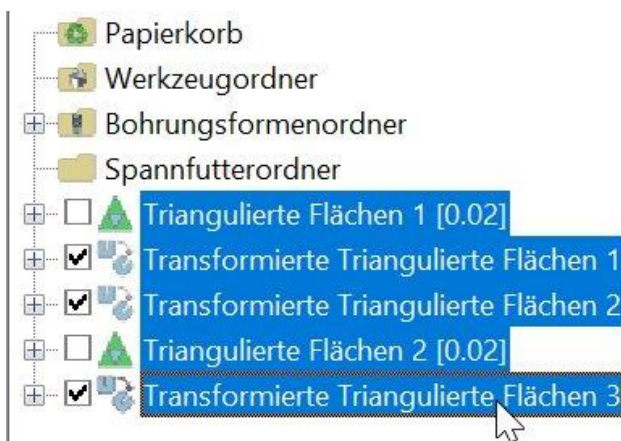 Papierkorb
Werkzeugordner
Bohrungsformenordner
Spannfutterordner
Triangulierte Flächen 1 [0.02]
Transformierte Triangulierte Flächen 1
Transformierte Triangulierte Flächen 2
Triangulierte Flächen 2 [0.02]
Transformierte Triangulierte Flächen 3